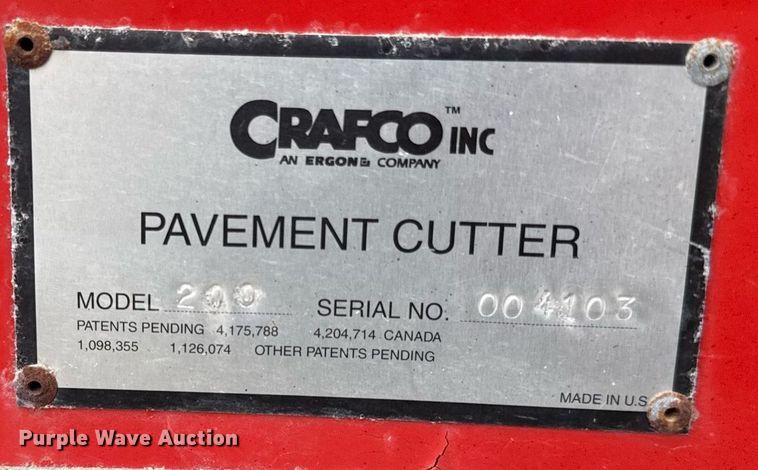 CRAFCO™ INC
AN ERGON COMPANY
PAVEMENT CUTTER
MODEL 200 SERIAL NO. 004103
PATENTS PENDING 4,175,788 4,204,714 CANADA
1,098,355 1,126,074 OTHER PATENTS PENDING
MADE IN U.S
Purple Wave Auction